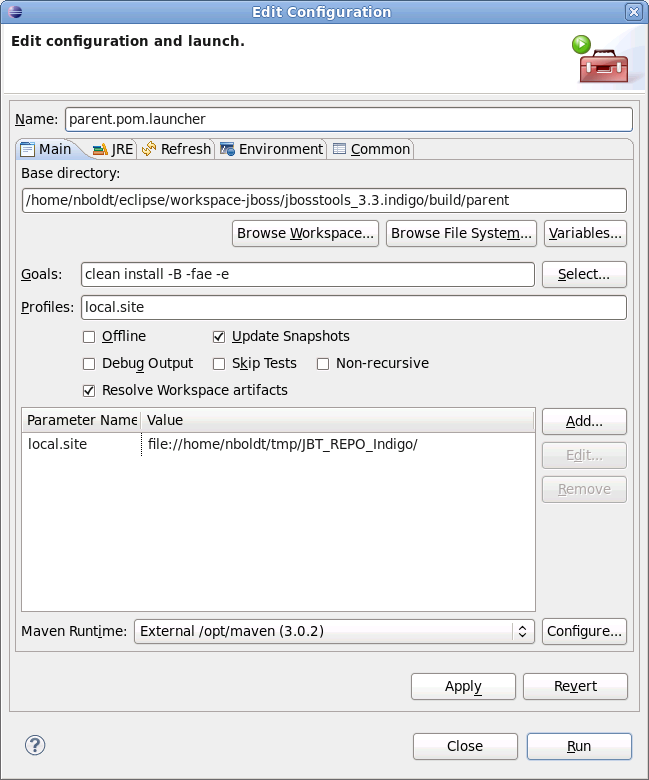 Edit Configuration
Edit configuration and launch.
Name: parent.pom.launcher
Main JRE Refresh Environment Common
Base directory:
/home/nboldt/eclipse/workspace-jboss/jbosstools_3.3.indigo/build/parent
Browse Workspace... Browse File System... Variables...
Goals: clean install -B -fae -e Select...
Profiles: local.site
Offline Update Snapshots
Debug Output Skip Tests Non-recursive
Resolve Workspace artifacts
Parameter Name Value Add...
local.site file://home/nboldt/tmp/JBT_REPO_Indigo/
Edit...
Remove
Maven Runtime: External /opt/maven (3.0.2) Configure...
Apply Revert
? Close Run